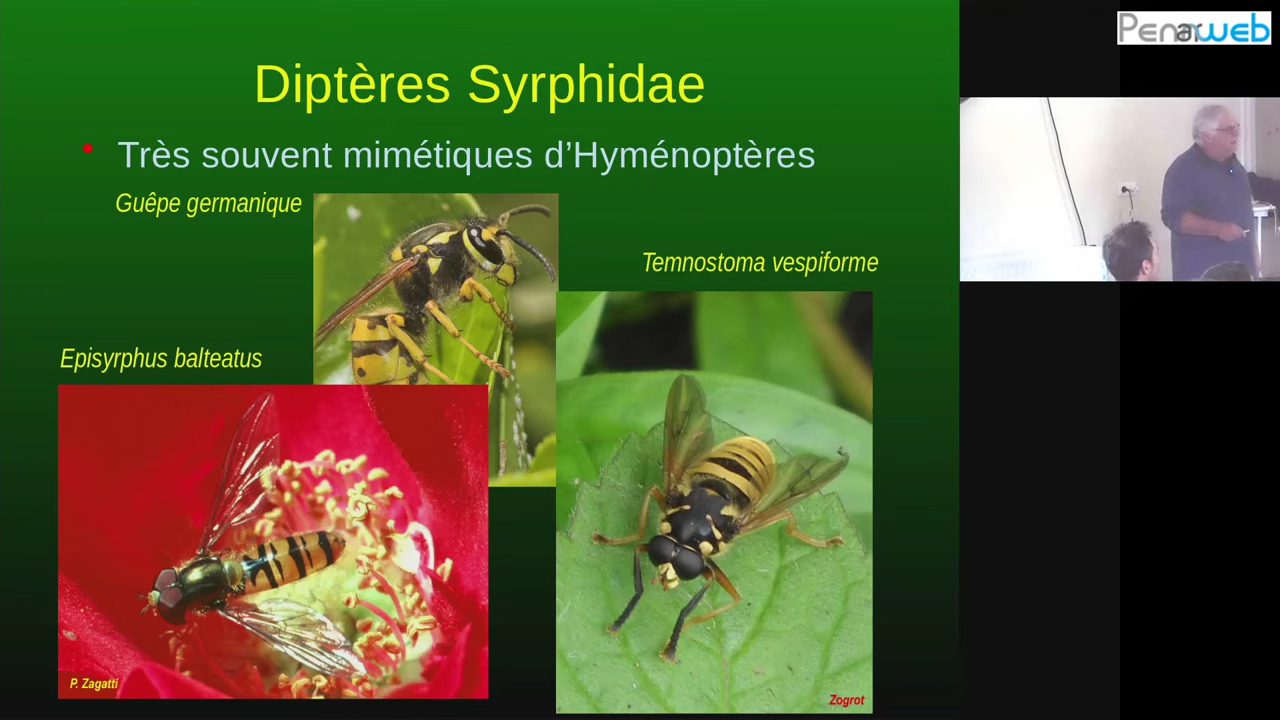 Diptères Syrphidae
• Très souvent mimétiques d’Hyménoptères
Guêpe germanique
Temnostoma vespiforme
Episyrphus balteatus
P. Zagatti
Zogrot
Penarweb